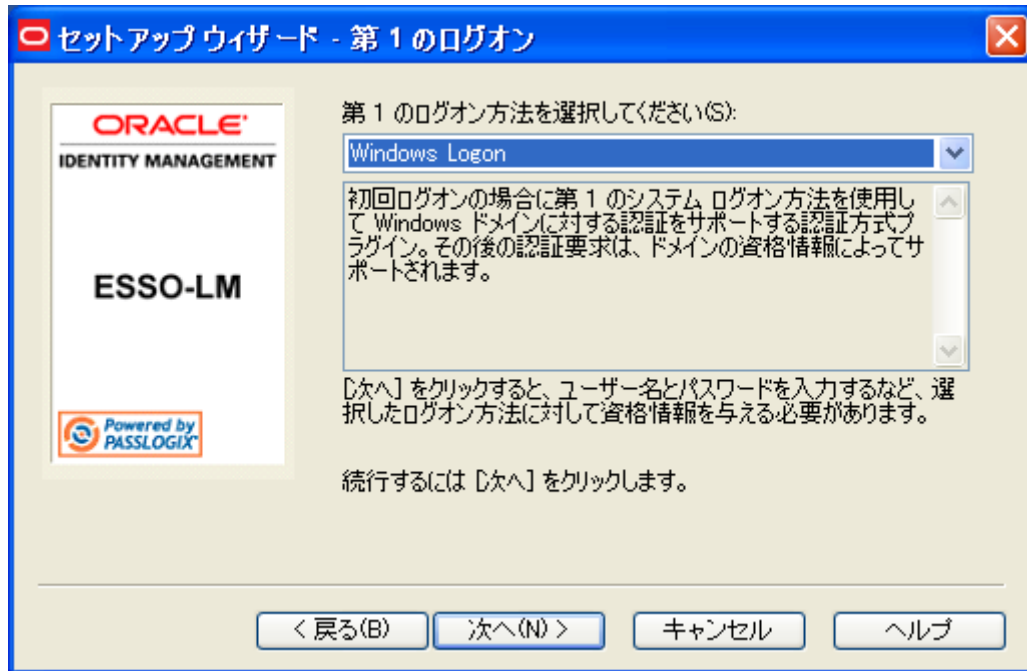 セットアップ ウィザード - 第 1 のログオン
ORACLE
IDENTITY MANAGEMENT
ESSO-LM
Powered by
PASSLOGIX
第 1 のログオン方法を選択してください(S):
Windows Logon
初回ログオンの場合に第 1 のシステム ログオン方法を使用し
て Windows ドメインに対する認証をサポートする認証方式プ
ラグイン。その後の認証要求は、ドメインの資格情報によってサ
ポートされます。
[次へ] をクリックすると、ユーザー名とパスワードを入力するなど、選
択したログオン方法に対して資格情報を与える必要があります。
続行するには [次へ] をクリックします。
< 戻る(B)
次へ(N) >
キャンセル
ヘルプ